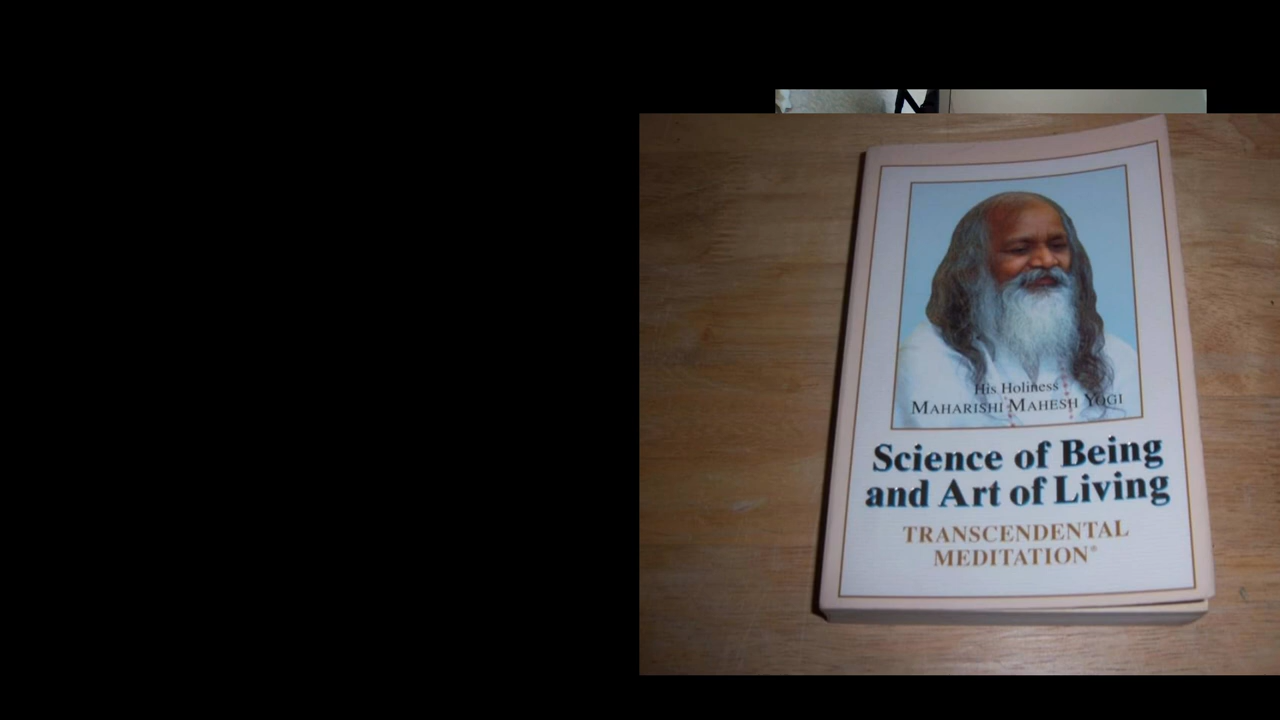 His Holiness
MAHARISHI MAHESH YOGI
Science of Being
and Art of Living
TRANSCENDENTAL
MEDITATION®